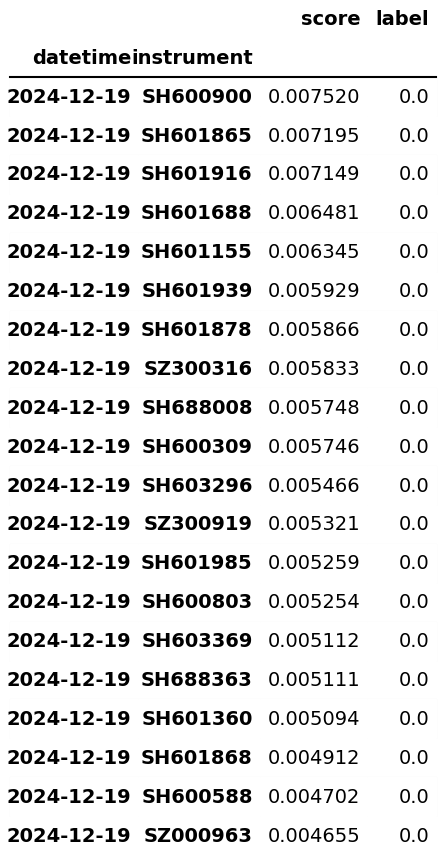 score label
datetime instrument
2024-12-19 SH600900 0.007520 0.0
2024-12-19 SH601865 0.007195 0.0
2024-12-19 SH601916 0.007149 0.0
2024-12-19 SH601688 0.006481 0.0
2024-12-19 SH601155 0.006345 0.0
2024-12-19 SH601939 0.005929 0.0
2024-12-19 SH601878 0.005866 0.0
2024-12-19 SZ300316 0.005833 0.0
2024-12-19 SH688008 0.005748 0.0
2024-12-19 SH600309 0.005746 0.0
2024-12-19 SH603296 0.005466 0.0
2024-12-19 SZ300919 0.005321 0.0
2024-12-19 SH601985 0.005259 0.0
2024-12-19 SH600803 0.005254 0.0
2024-12-19 SH603369 0.005112 0.0
2024-12-19 SH688363 0.005111 0.0
2024-12-19 SH601360 0.005094 0.0
2024-12-19 SH601868 0.004912 0.0
2024-12-19 SH600588 0.004702 0.0
2024-12-19 SZ000963 0.004655 0.0